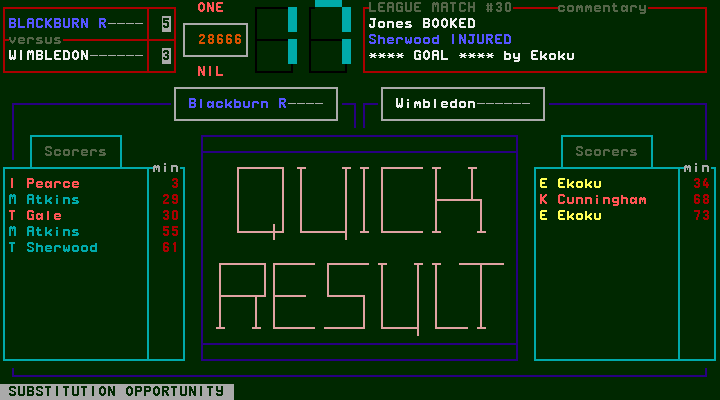 BLACKBURN R---- 5
versus
WIMBLEDON------ 3
ONE
28666
NIL
LEAGUE MATCH #30 commentary
Jones BOOKED
Sherwood INJURED
**** GOAL **** by Ekoku
Blackburn R----
Wimbledon------
Scorers
min
I Pearce 3
M Atkins 29
T Gale 30
M Atkins 55
T Sherwood 61
QUICK
RESULT
Scorers
min
E Ekoku 34
K Cunningham 68
E Ekoku 73
SUBSTITUTION OPPORTUNITY